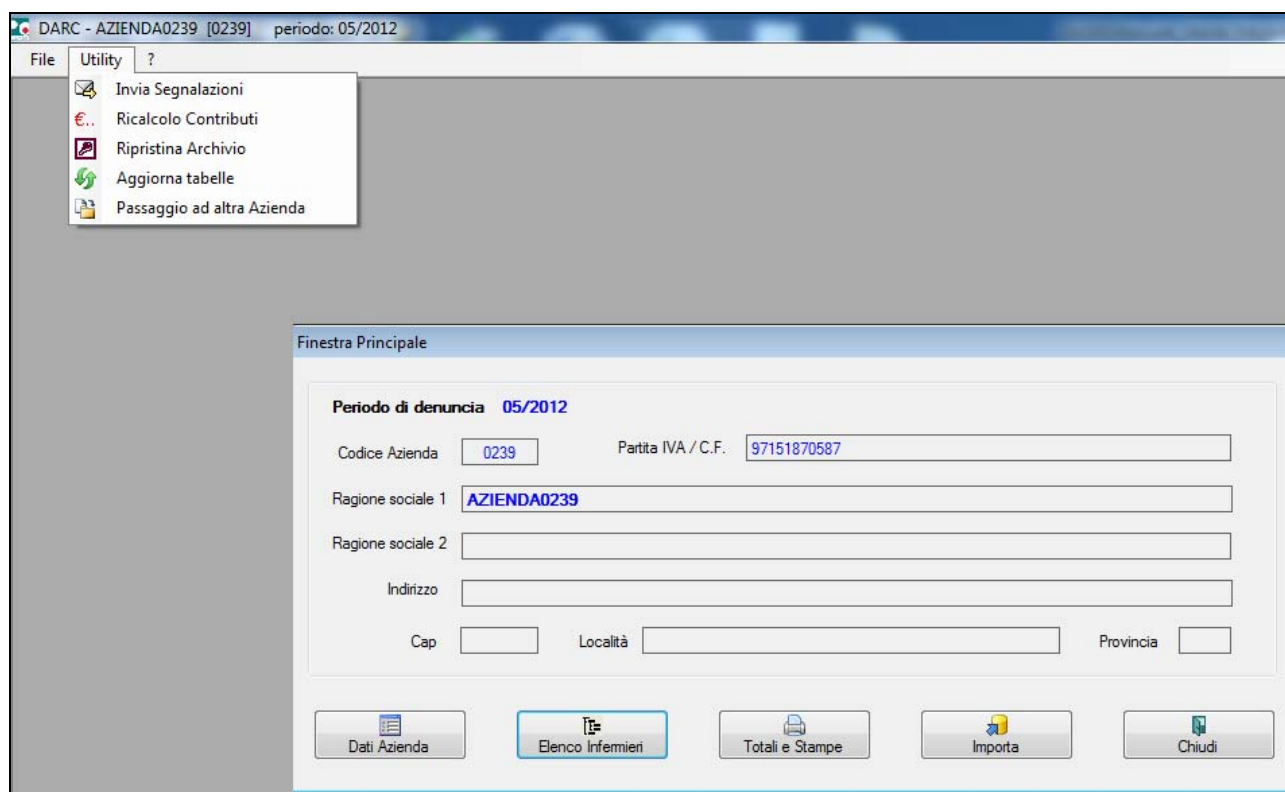 DARC - AZIENDA0239 [0239] periodo: 05/2012
File Utility ?
Invia Segnalazioni
€.. Ricalcolo Contributi
Ripristina Archivio
Aggiorna tabelle
Passaggio ad altra Azienda
Finestra Principale
Periodo di denuncia 05/2012
Codice Azienda 0239 Partita IVA / C.F. 97151870587
Ragione sociale 1 AZIENDA0239
Ragione sociale 2
Indirizzo
Cap Località Provincia
Dati Azienda Elenco Infermieri Totali e Stampe Importa Chiudi